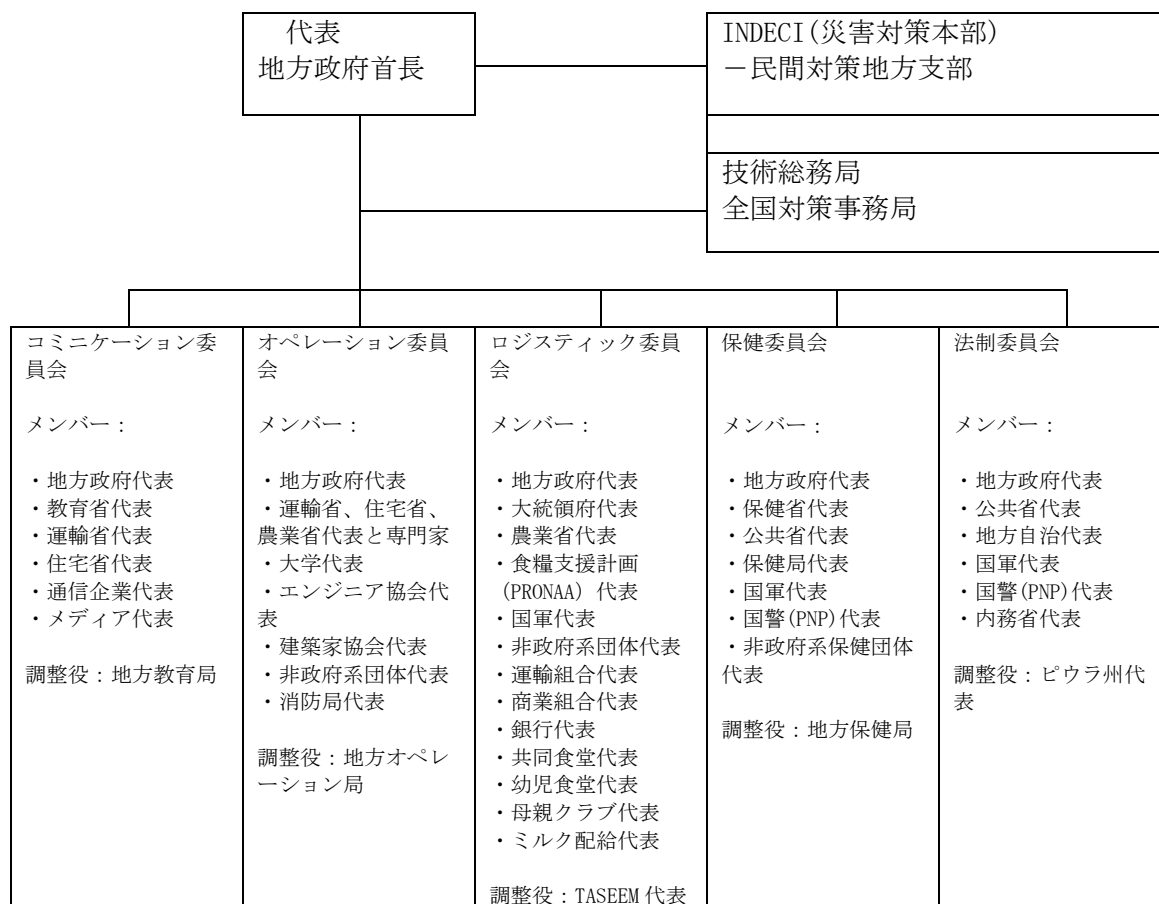 代表
地方政府首長
INDECI(災害対策本部)
－民間対策地方支部
技術総務局
全国対策事務局
コミニケーション委
員会
メンバー：
・地方政府代表
・教育省代表
・運輸省代表
・住宅省代表
・通信企業代表
・メディア代表
調整役：地方教育局
オペレーション委員
会
メンバー：
・地方政府代表
・運輸省、住宅省、
農業省代表と専門家
・大学代表
・エンジニア協会代
表
・建築家協会代表
・非政府系団体代表
・消防局代表
調整役：地方オペレ
ーション局
ロジスティック委員
会
メンバー：
・地方政府代表
・大統領府代表
・農業省代表
・食糧支援計画
（PRONAA）代表
・国軍代表
・非政府系団体代表
・運輸組合代表
・商業組合代表
・銀行代表
・共同食堂代表
・幼児食堂代表
・母親クラブ代表
・ミルク配給代表
調整役：TASEEM 代表
保健委員会
メンバー：
・地方政府代表
・保健省代表
・公共省代表
・保健局代表
・国軍代表
・国警(PNP)代表
・非政府系保健団体
代表
調整役：地方保健局
法制委員会
メンバー：
・地方政府代表
・公共省代表
・地方自治代表
・国軍代表
・国警(PNP)代表
・内務省代表
調整役：ピウラ州代
表